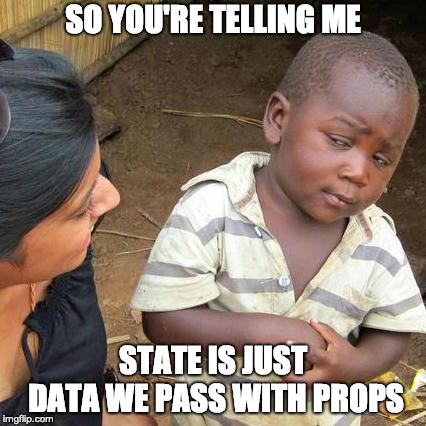 SO YOU'RE TELLING ME
STATE IS JUST
DATA WE PASS WITH PROPS
imgflip.com